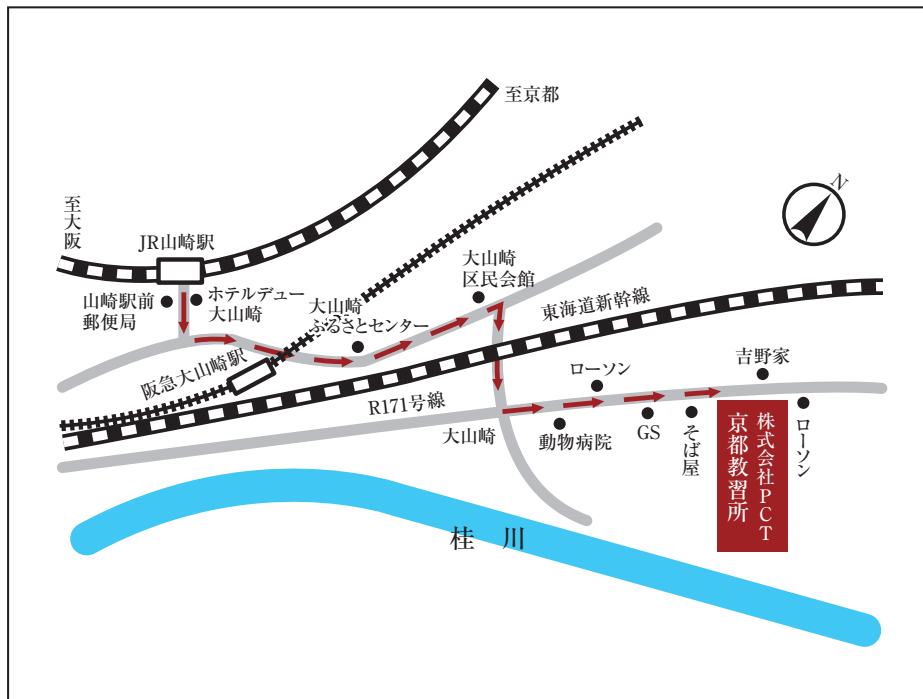 至京都
N
至大阪
JR山崎駅
大山崎
区民会館
山崎駅前
郵便局
ホテルデュー
大山崎
大山崎
ふるさとセンター
東海道新幹線
阪急大山崎駅
吉野家
ローソン
R171号線
大山崎
動物病院
GS
そば屋
株式会社PCT
京都教習所
ローソン
桂川